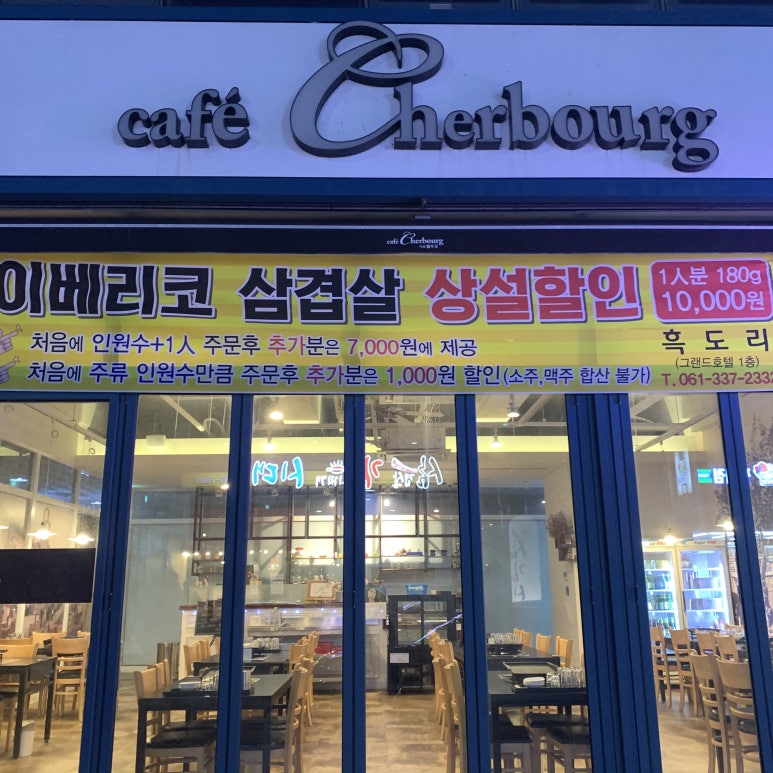 café Cherbourg
café Cherbourg
이베리코 삼겹살 상설할인
1人분 180g
10,000원
처음에 인원수+1人 주문후 추가분은 7,000원에 제공
처음에 주류 인원수만큼 주문후 추가분은 1,000원 할인(소주,맥주 합산 불가)
흑도리
(그랜드호텔 1층)
T. 061-337-2332
시대